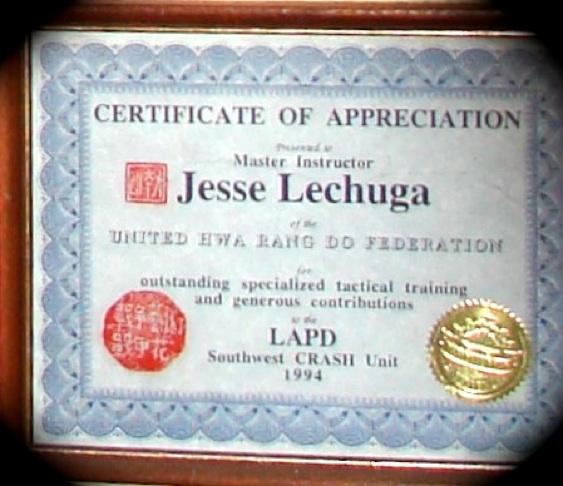 CERTIFICATE OF APPRECIATION
Presented to
Master Instructor
Jesse Lechuga
of the
UNITED HWA RANG DO FEDERATION
for
outstanding specialized tactical training
and generous contributions
to the
LAPD
Southwest CRASH Unit
1994